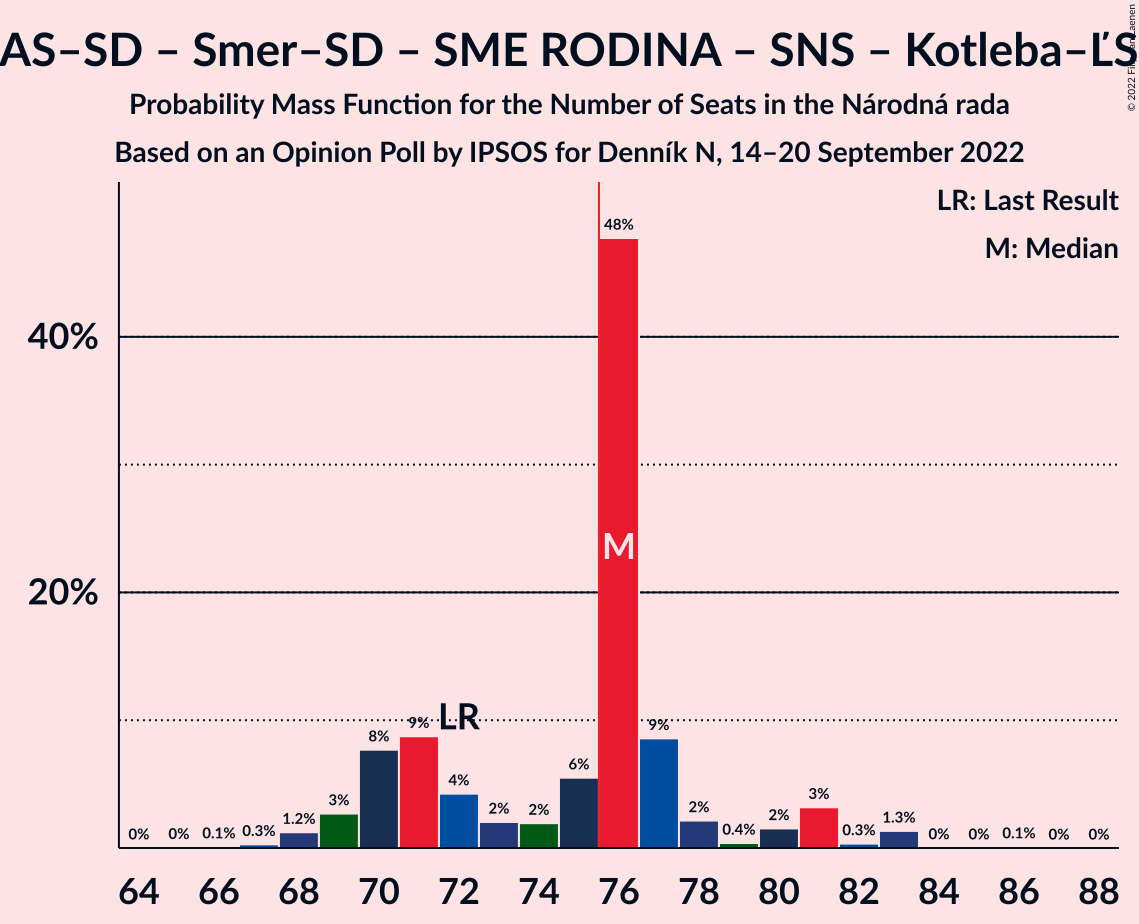 AS–SD – Smer–SD – SME RODINA – SNS – Kotleba–ĽS
Probability Mass Function for the Number of Seats in the Národná rada
Based on an Opinion Poll by IPSOS for Denník N, 14–20 September 2022
LR: Last Result
M: Median
48%
40%
M
20%
9% LR 9%
8%
6%
4%
3% 3%
2% 2% 2% 2%
1.2% 1.3%
0% 0% 0.1% 0.3% 0.4% 0.3% 0% 0% 0.1% 0% 0%
64 66 68 70 72 74 76 78 80 82 84 86 88
© 2022